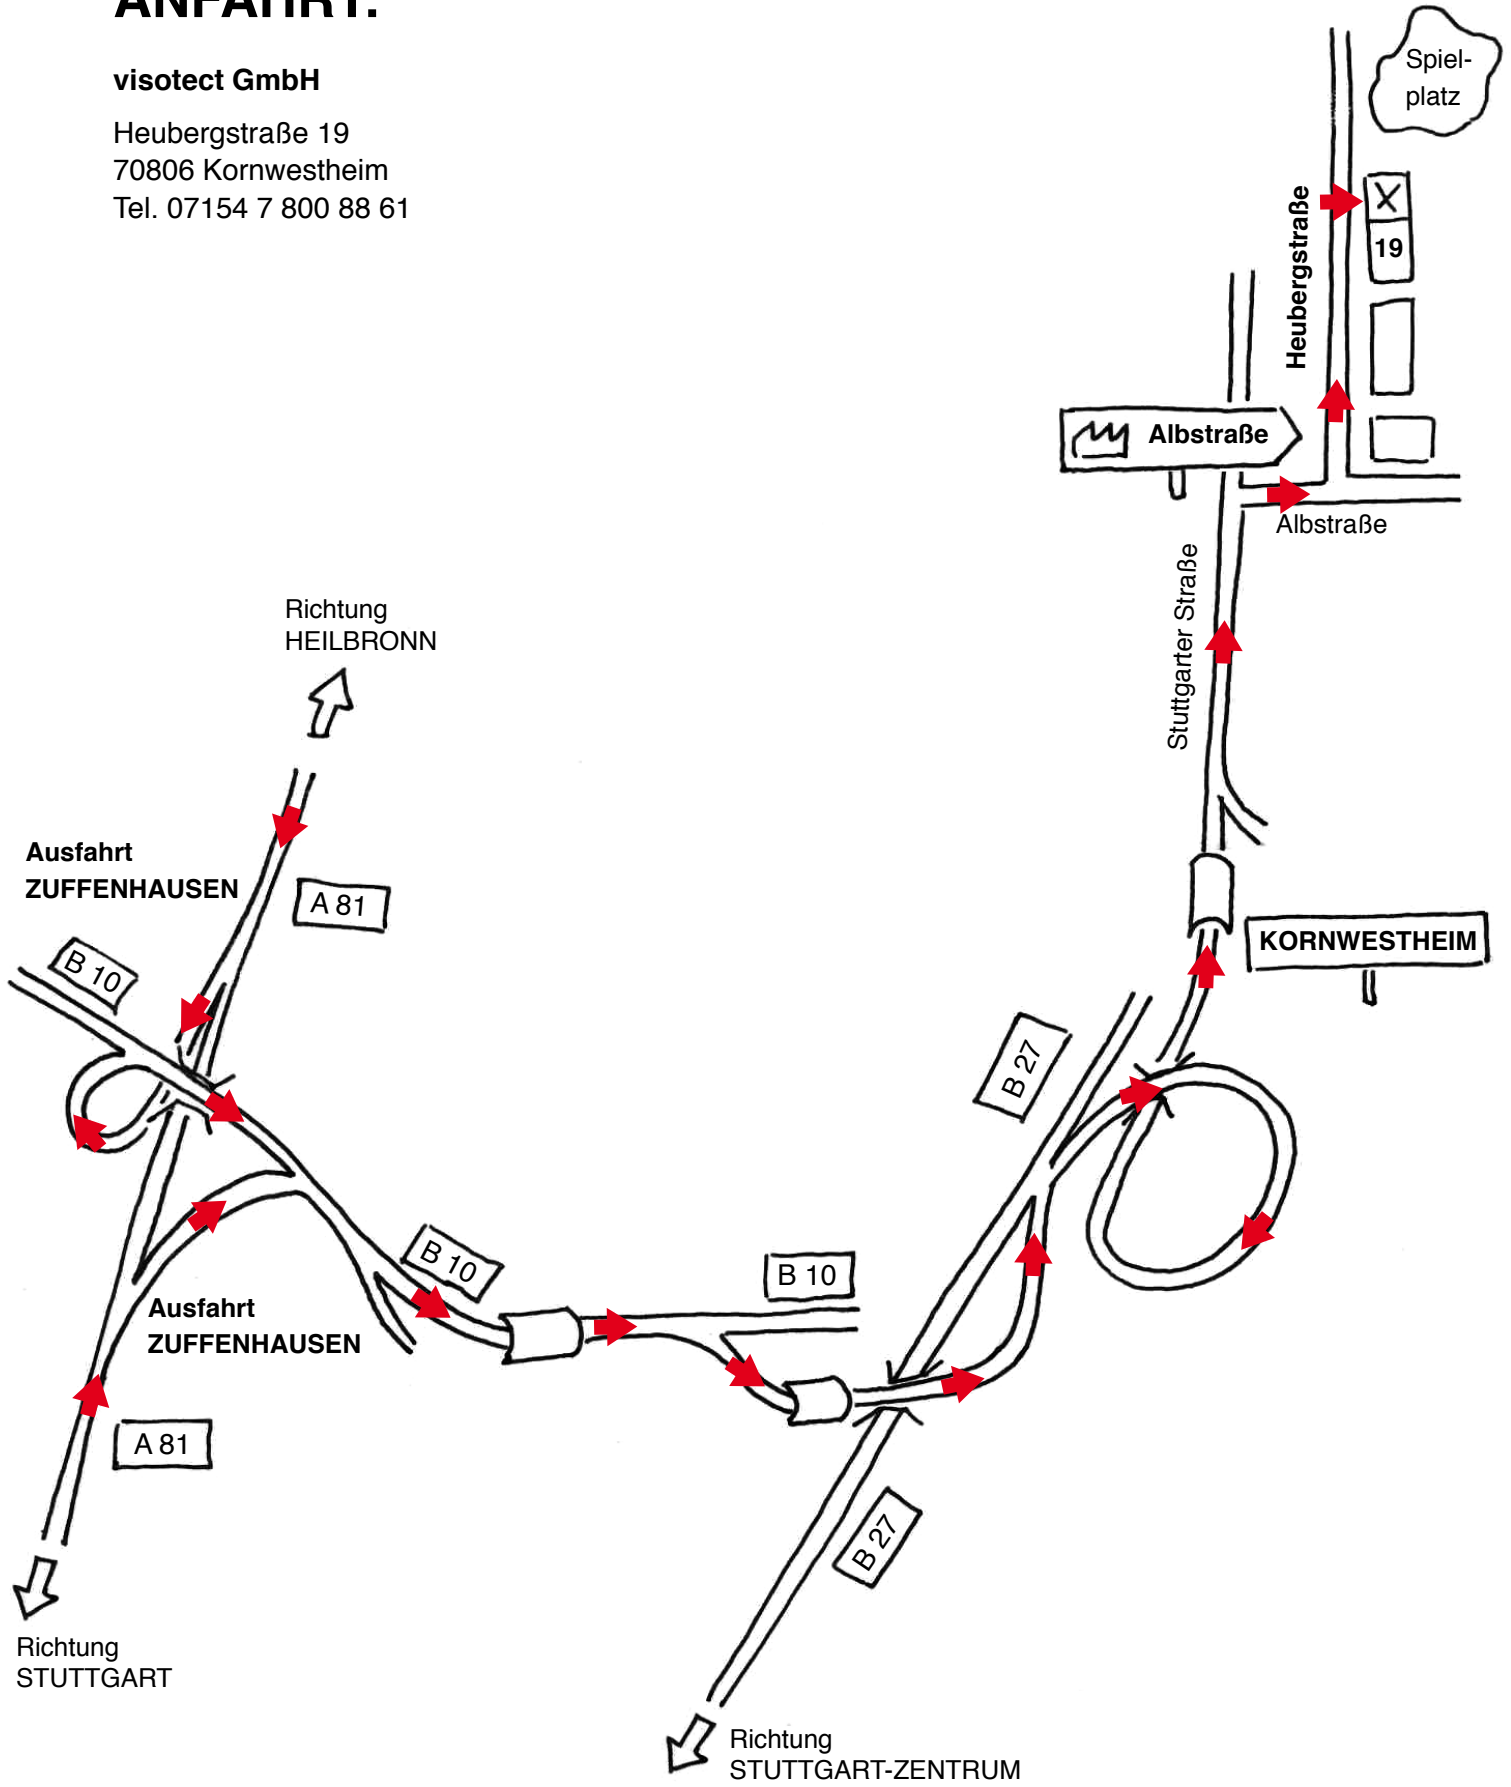 ANFAHRT:
visotect GmbH
Heubergstraße 19
70806 Kornwestheim
Tel. 07154 7 800 88 61
Spiel-
platz
Heubergstraße
X
19
Albstraße
Albstraße
Stuttgarter Straße
Richtung
HEILBRONN
Ausfahrt
ZUFFENHAUSEN
A 81
B 10
KORNWESTHEIM
B 27
B 10
B 10
Ausfahrt
ZUFFENHAUSEN
A 81
B 27
Richtung
STUTTGART
Richtung
STUTTGART-ZENTRUM